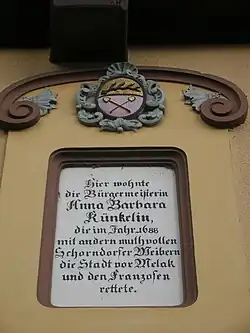 Hier wohnte
die Bürgermeisterin
Anna Barbara
Künkelin,
die im Jahr 1688
mit andern muthvollen
Schorndorfer Weibern
die Stadt vor Melak
und den Franzosen
rettete.